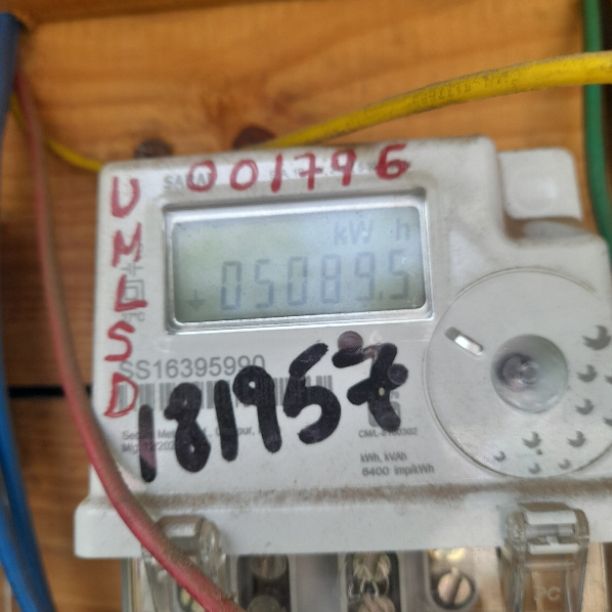 001796
UMLSD
kW h
05089.5
SS16395990
181957
kWh, kVAh
6400 imp/kWh